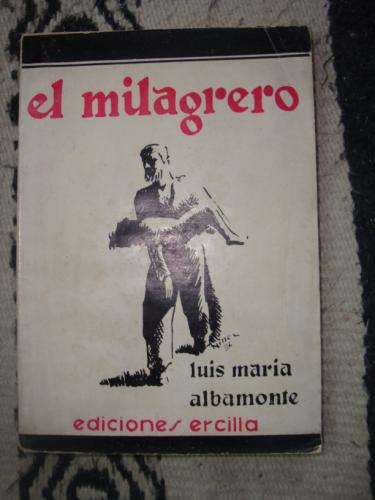 el milagrero
luis maria
albamonte
ediciones ercilla